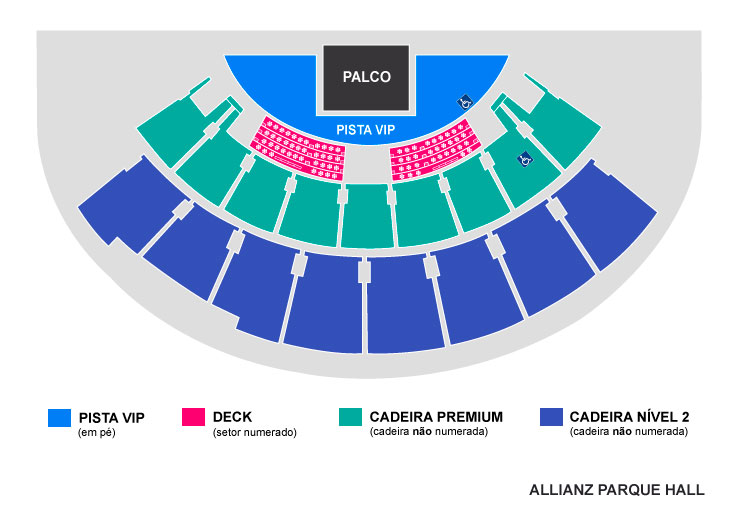 PALCO
PISTA VIP
PISTA VIP
(em pé)
DECK
(setor numerado)
CADEIRA PREMIUM
(cadeira não numerada)
CADEIRA NÍVEL 2
(cadeira não numerada)
ALLIANZ PARQUE HALL